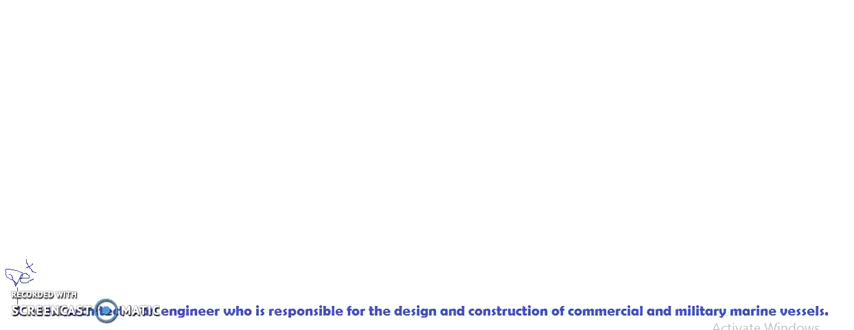 Det
RECORDED WITH
SCREENCAST MATIC
engineer who is responsible for the design and construction of commercial and military marine vessels.
Activate Windows